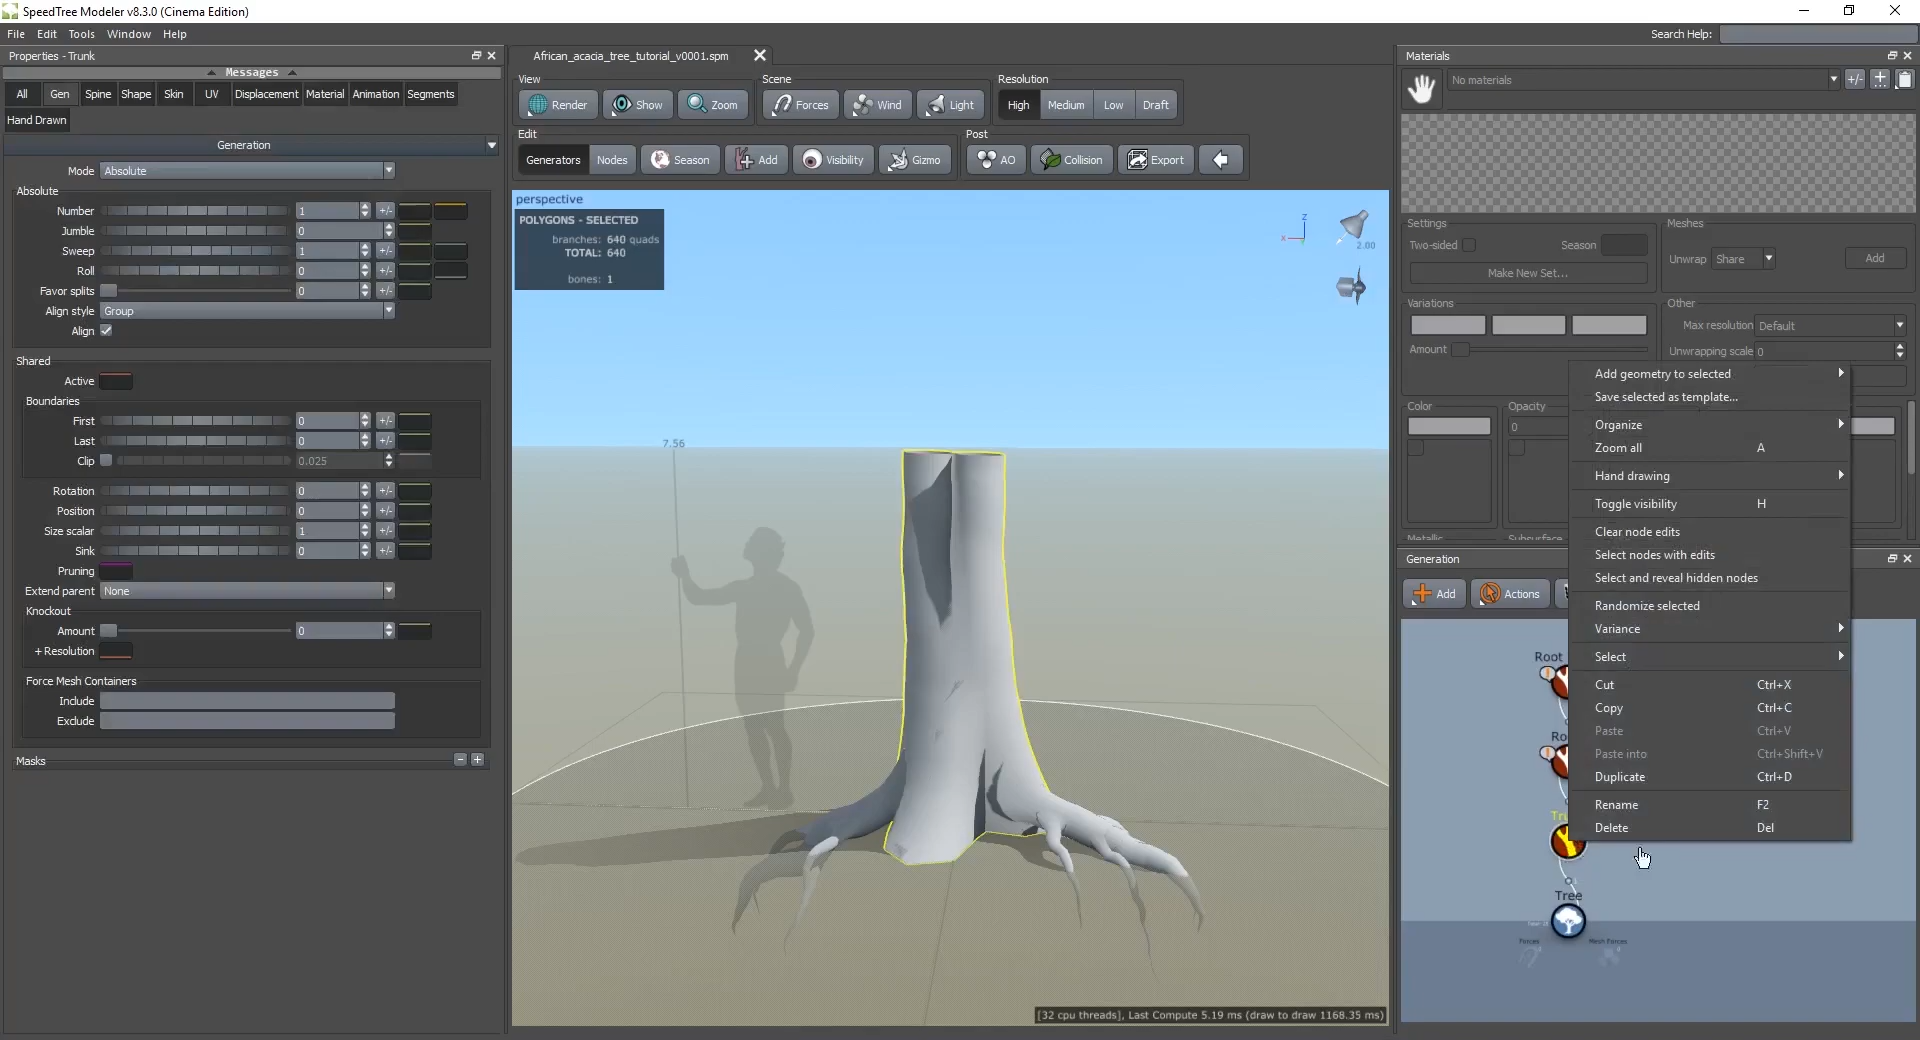 SpeedTree Modeler v8.3.0 (Cinema Edition)
File Edit Tools Window Help
Search Help:
Properties - Trunk
Messages
All Gen Spine Shape Skin UV Displacement Material Animation Segments
Hand Drawn
Generation
Mode Absolute
Absolute
Number 1 +/-
Jumble 0
Sweep 1 +/-
Roll 0 +/-
Favor splits 0 +/-
Align style Group
Align
Shared
Active
Boundaries
First 0 +/-
Last 0 +/-
Clip 0.025
Rotation 0 +/-
Position 0 +/-
Size scalar 1 +/-
Sink 0 +/-
Pruning
Extend parent None
Knockout
Amount 0
+ Resolution
Force Mesh Containers
Include
Exclude
Masks
African_acacia_tree_tutorial_v0001.spm
View Scene Resolution
Render Show Zoom Forces Wind Light High Medium Low Draft
Edit Post
Generators Nodes Season Add Visibility Gizmo AO Collision Export
perspective
POLYGONS - SELECTED
branches: 640 quads
TOTAL: 640
bones: 1
Z
X
2.00
7.56
[32 cpu threads], Last Compute 5.19 ms (draw to draw 1168.35 ms)
Materials
No materials +/-
Settings Meshes
Two-sided Season
Unwrap Share Add
Make New Set...
Variations Other
Max resolution Default
Amount
Unwrapping scale 0
Color Opacity
0
Metallic Subsurface
Add geometry to selected
Save selected as template...
Organize
Zoom all A
Hand drawing
Toggle visibility H
Clear node edits
Select nodes with edits
Select and reveal hidden nodes
Randomize selected
Variance
Select
Cut Ctrl+X
Copy Ctrl+C
Paste Ctrl+V
Paste into Ctrl+Shift+V
Duplicate Ctrl+D
Rename F2
Delete Del
Generation
Add Actions
Root
Ro
Tru
Tree
Forces Mesh Forces